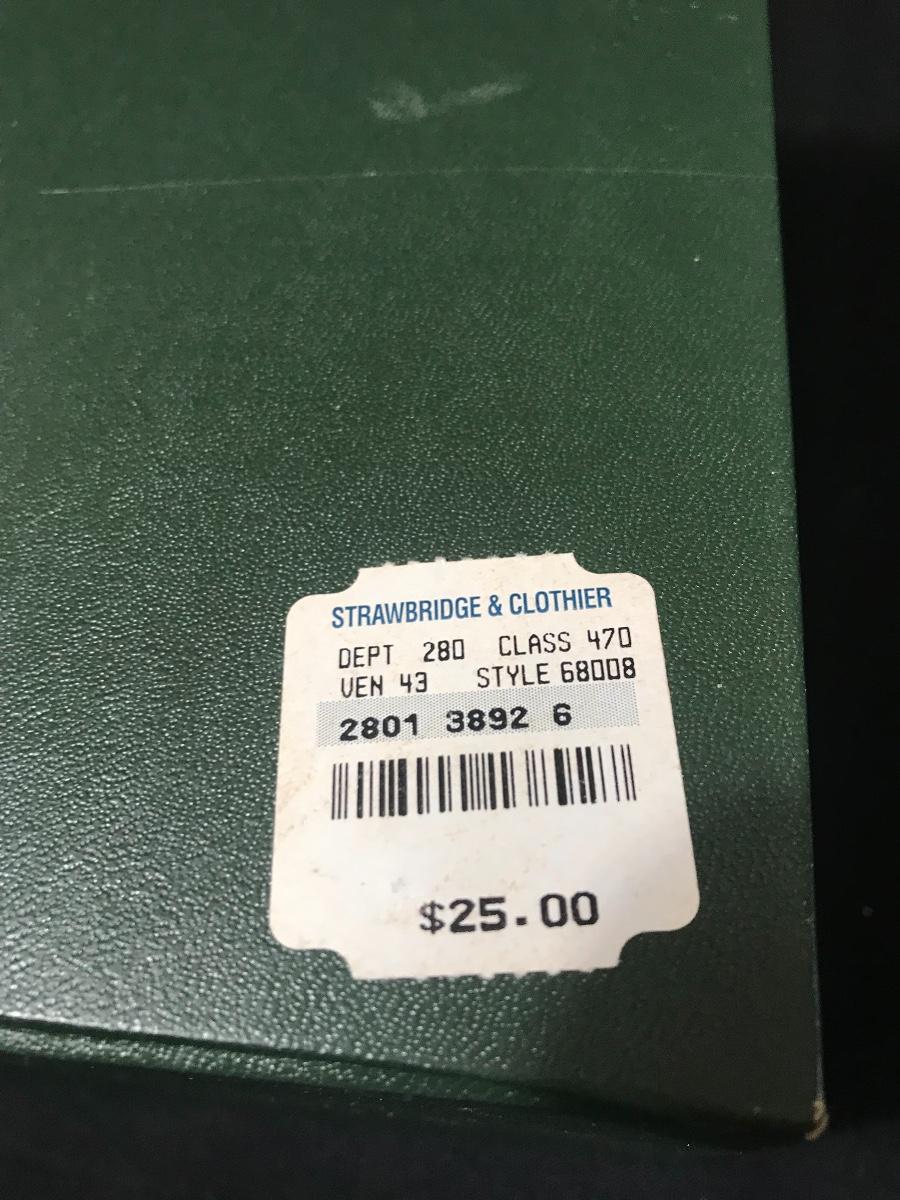 STRAWBRIDGE & CLOTHIER
DEPT 280 CLASS 470
VEN 43 STYLE 68008
2801 3892 6
$25.00